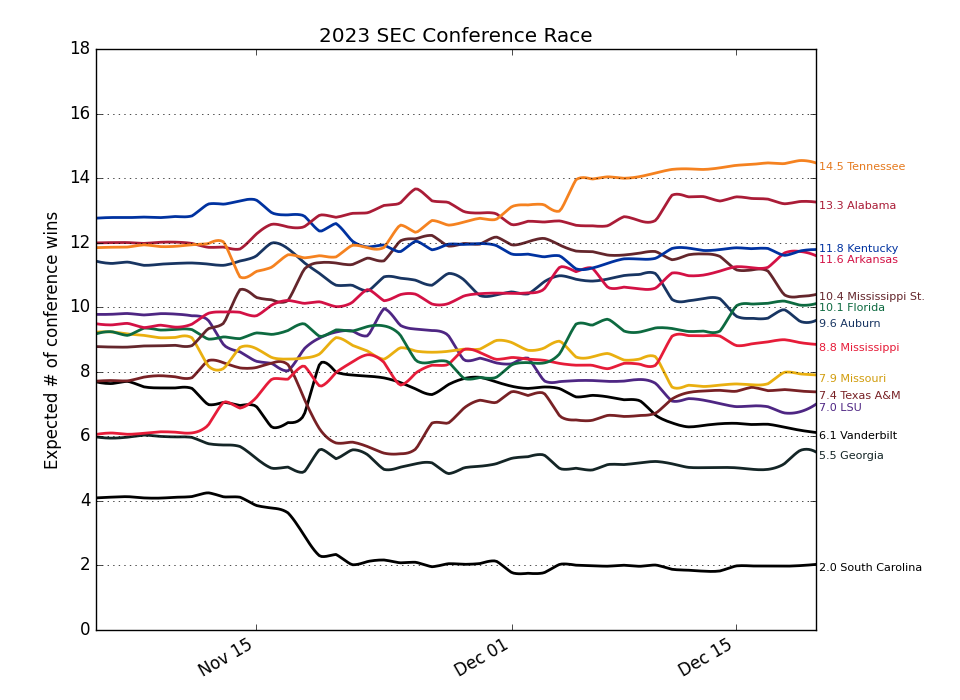 2023 SEC Conference Race
Expected # of conference wins
18
16
14
12
10
8
6
4
2
0
Nov 15
Dec 01
Dec 15
14.5 Tennessee
13.3 Alabama
11.8 Kentucky
11.6 Arkansas
10.4 Mississippi St.
10.1 Florida
9.6 Auburn
8.8 Mississippi
7.9 Missouri
7.4 Texas A&M
7.0 LSU
6.1 Vanderbilt
5.5 Georgia
2.0 South Carolina